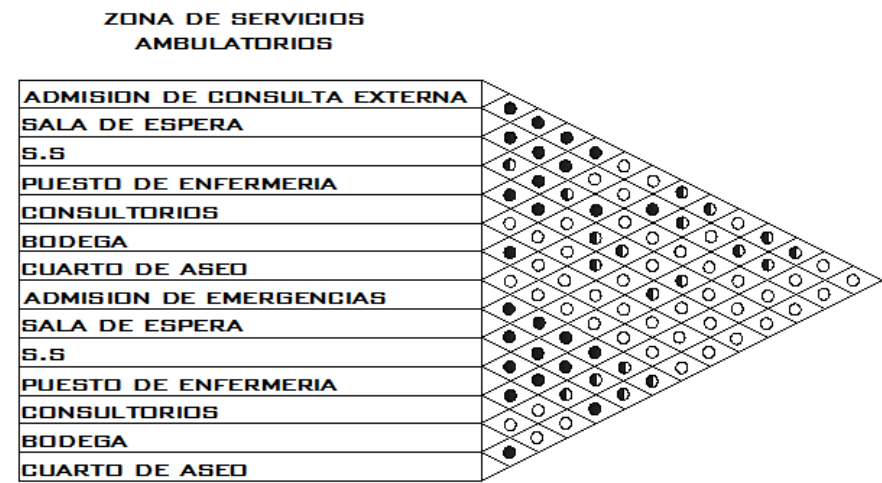 ZONA DE SERVICIOS
AMBULATORIOS
ADMISION DE CONSULTA EXTERNA
SALA DE ESPERA
S.S
PUESTO DE ENFERMERIA
CONSULTORIOS
BODEGA
CUARTO DE ASEO
ADMISION DE EMERGENCIAS
SALA DE ESPERA
S.S
PUESTO DE ENFERMERIA
CONSULTORIOS
BODEGA
CUARTO DE ASEO